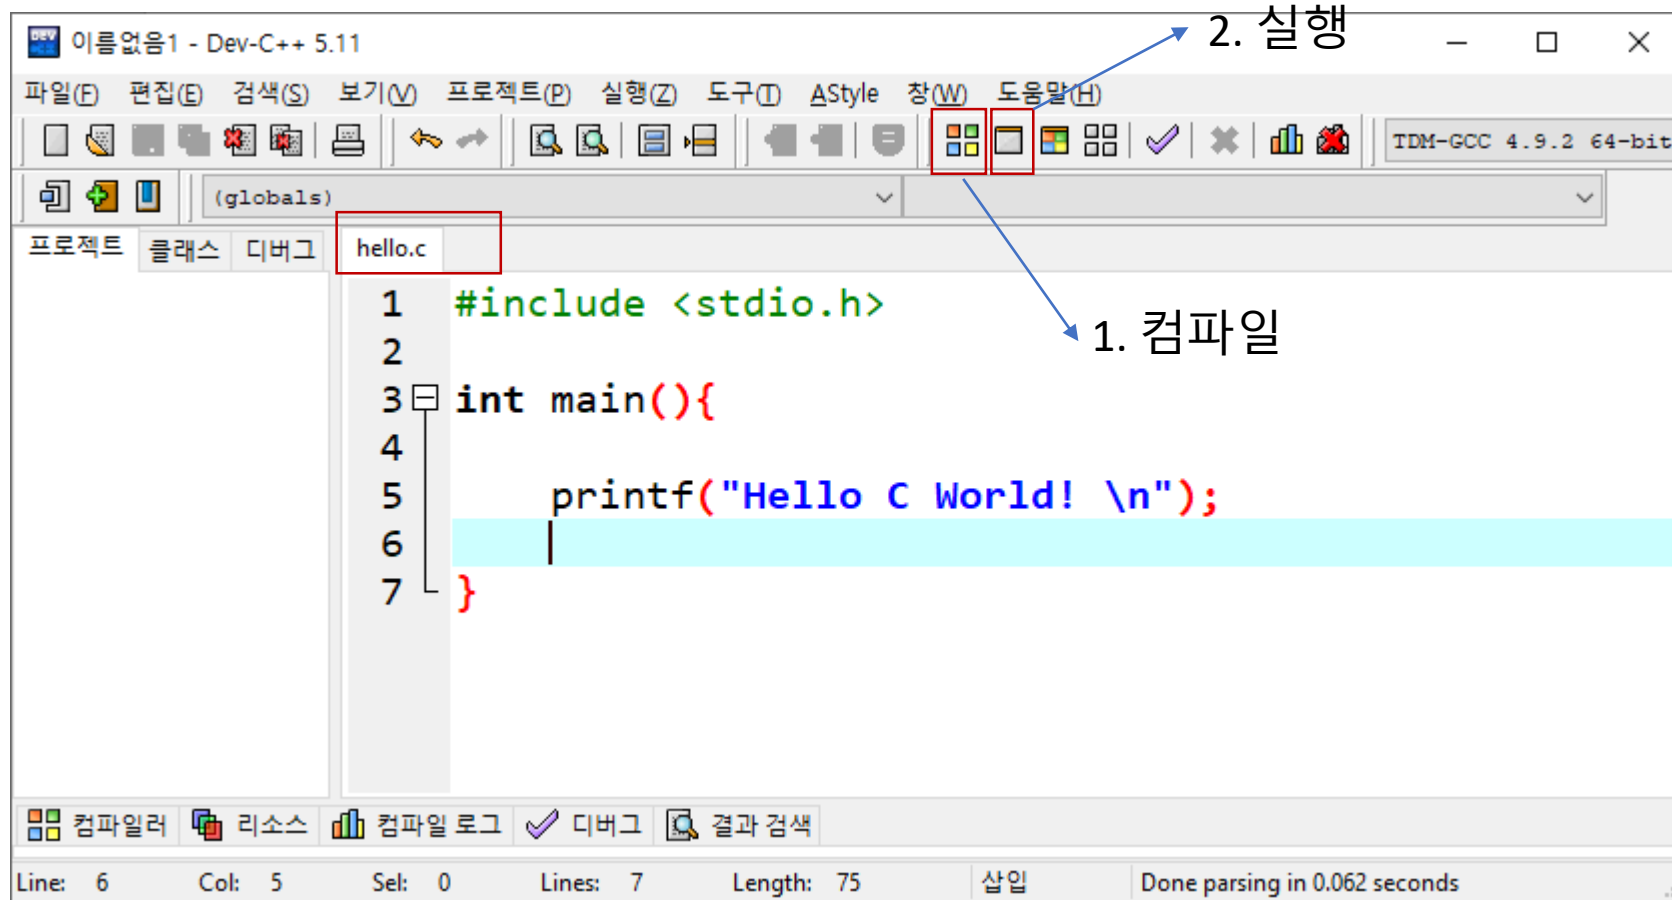 2. 실행
이름없음1 - Dev-C++ 5.11
파일(F) 편집(E) 검색(S) 보기(V) 프로젝트(P) 실행(Z) 도구(T) AStyle 창(W) 도움말(H)
TDM-GCC 4.9.2 64-bit
(globals)
프로젝트 클래스 디버그 hello.c
1 #include <stdio.h>
1. 컴파일
2
3 int main(){
4
5 printf("Hello C World! \n");
6
7 }
컴파일러 리소스 컴파일 로그 디버그 결과 검색
Line: 6 Col: 5 Sel: 0 Lines: 7 Length: 75 삽입 Done parsing in 0.062 seconds